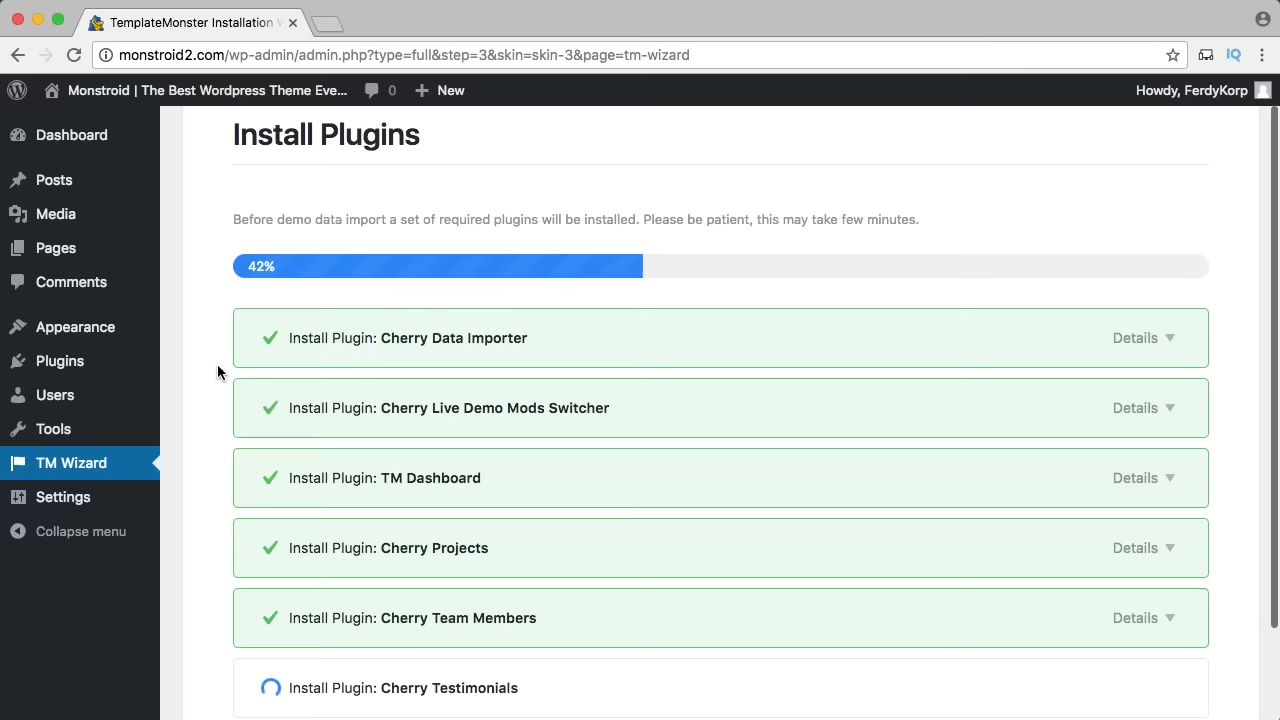 TemplateMonster Installation
monstroid2.com/wp-admin/admin.php?type=full&step=3&skin=skin-3&page=tm-wizard
IQ
Monstroid | The Best Wordpress Theme Eve...
0
New
Howdy, FerdyKorp
Dashboard
Posts
Media
Pages
Comments
Appearance
Plugins
Users
Tools
TM Wizard
Settings
Collapse menu
Install Plugins
Before demo data import a set of required plugins will be installed. Please be patient, this may take few minutes.
42%
Install Plugin: Cherry Data Importer
Details
Install Plugin: Cherry Live Demo Mods Switcher
Details
Install Plugin: TM Dashboard
Details
Install Plugin: Cherry Projects
Details
Install Plugin: Cherry Team Members
Details
Install Plugin: Cherry Testimonials